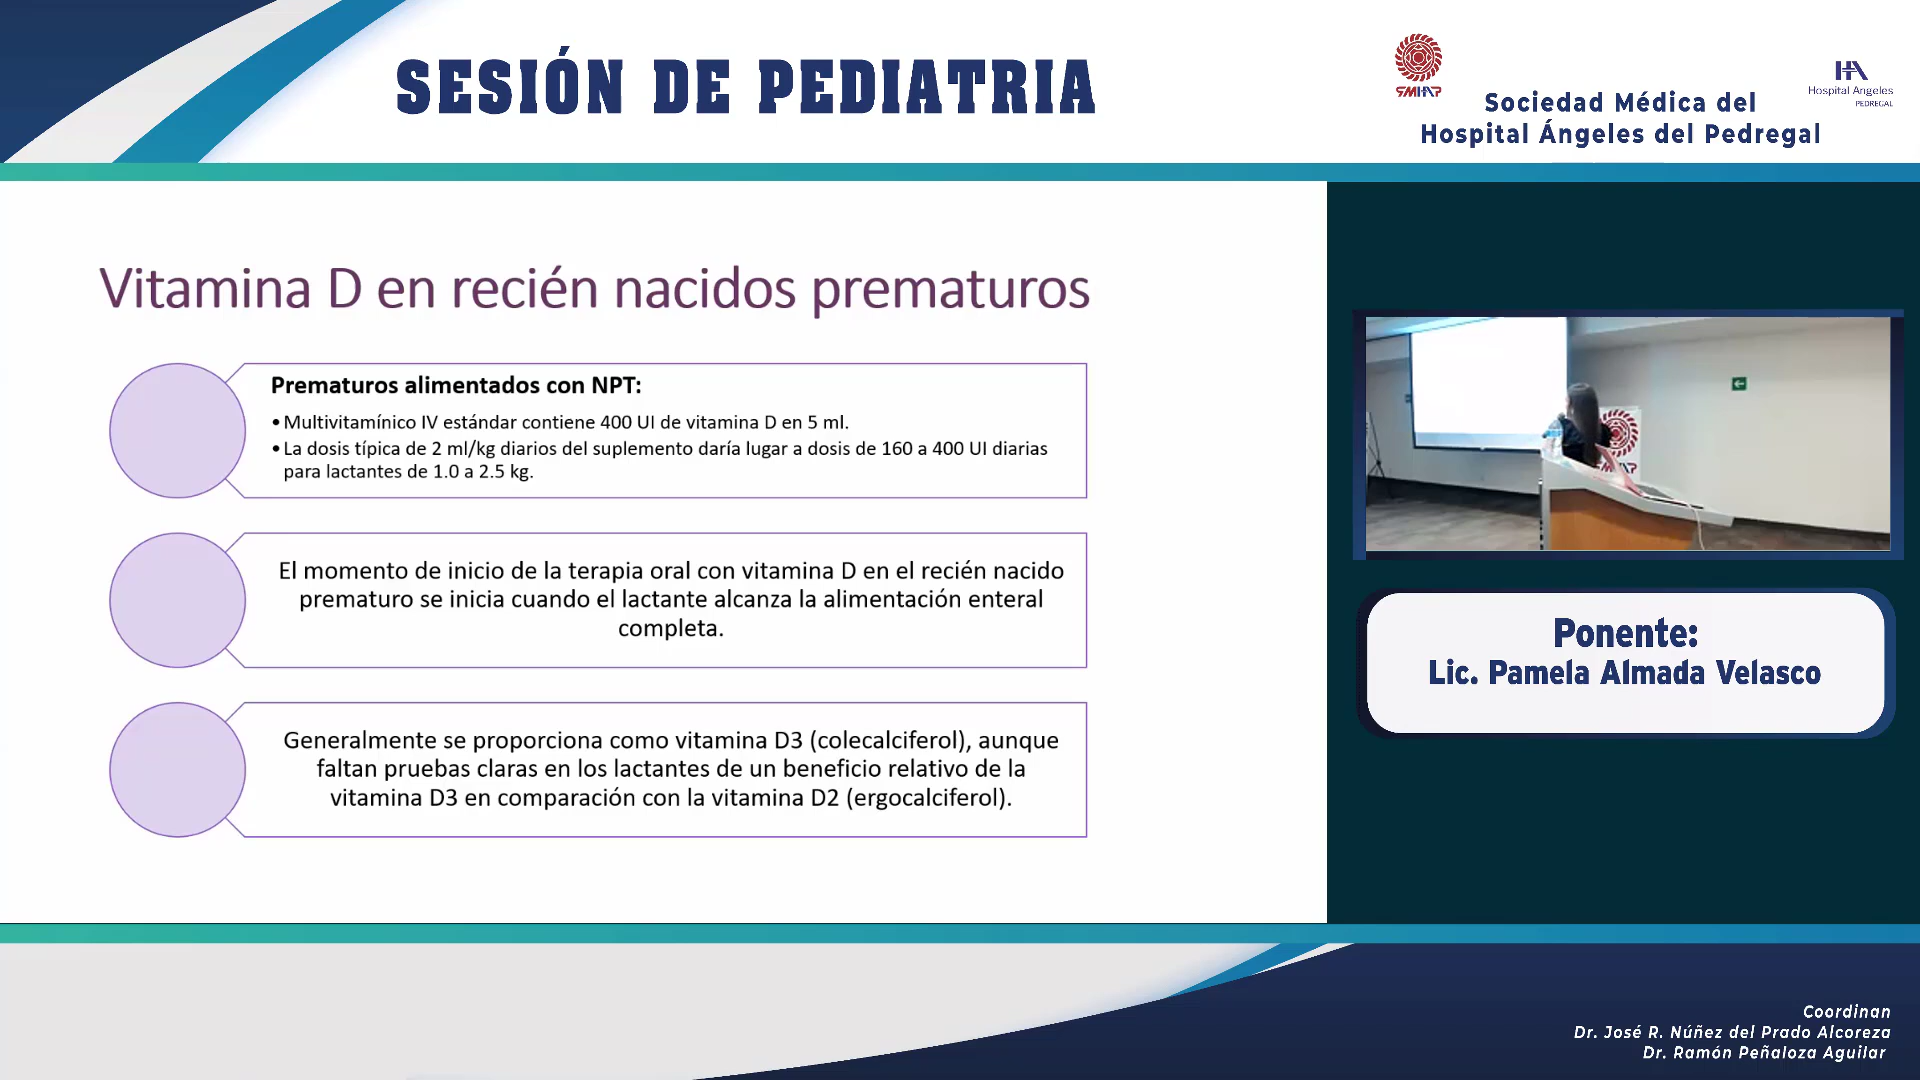 SESIÓN DE PEDIATRIA
SMHAP
Sociedad Médica del
Hospital Ángeles del Pedregal
HA
Hospital Angeles
PEDREGAL
Vitamina D en recién nacidos prematuros
Prematuros alimentados con NPT:
• Multivitamínico IV estándar contiene 400 UI de vitamina D en 5 ml.
• La dosis típica de 2 ml/kg diarios del suplemento daría lugar a dosis de 160 a 400 UI diarias
para lactantes de 1.0 a 2.5 kg.
El momento de inicio de la terapia oral con vitamina D en el recién nacido
prematuro se inicia cuando el lactante alcanza la alimentación enteral
completa.
Generalmente se proporciona como vitamina D3 (colecalciferol), aunque
faltan pruebas claras en los lactantes de un beneficio relativo de la
vitamina D3 en comparación con la vitamina D2 (ergocalciferol).
Ponente:
Lic. Pamela Almada Velasco
Coordinan
Dr. José R. Núñez del Prado Alcoreza
Dr. Ramón Peñaloza Aguilar